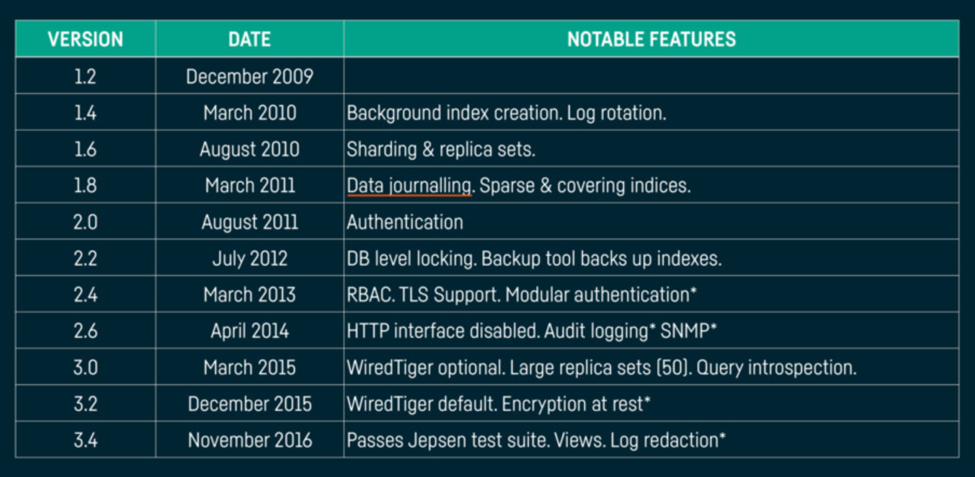 VERSION DATE NOTABLE FEATURES
1.2 December 2009
1.4 March 2010 Background index creation. Log rotation.
1.6 August 2010 Sharding & replica sets.
1.8 March 2011 Data journalling. Sparse & covering indices.
2.0 August 2011 Authentication
2.2 July 2012 DB level locking. Backup tool backs up indexes.
2.4 March 2013 RBAC. TLS Support. Modular authentication*
2.6 April 2014 HTTP interface disabled. Audit logging* SNMP*
3.0 March 2015 WiredTiger optional. Large replica sets (50). Query introspection.
3.2 December 2015 WiredTiger default. Encryption at rest*
3.4 November 2016 Passes Jepsen test suite. Views. Log redaction*